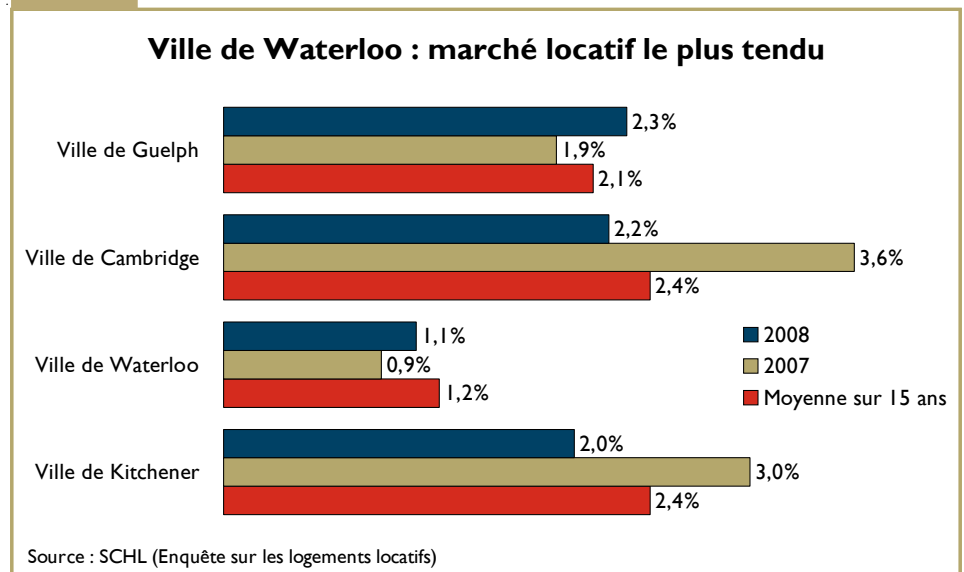 Ville de Waterloo : marché locatif le plus tendu
Ville de Guelph
2,3%
1,9%
2,1%
Ville de Cambridge
2,2%
3,6%
2,4%
Ville de Waterloo
1,1%
0,9%
1,2%
2008
2007
Moyenne sur 15 ans
Ville de Kitchener
2,0%
3,0%
2,4%
Source : SCHL (Enquête sur les logements locatifs)